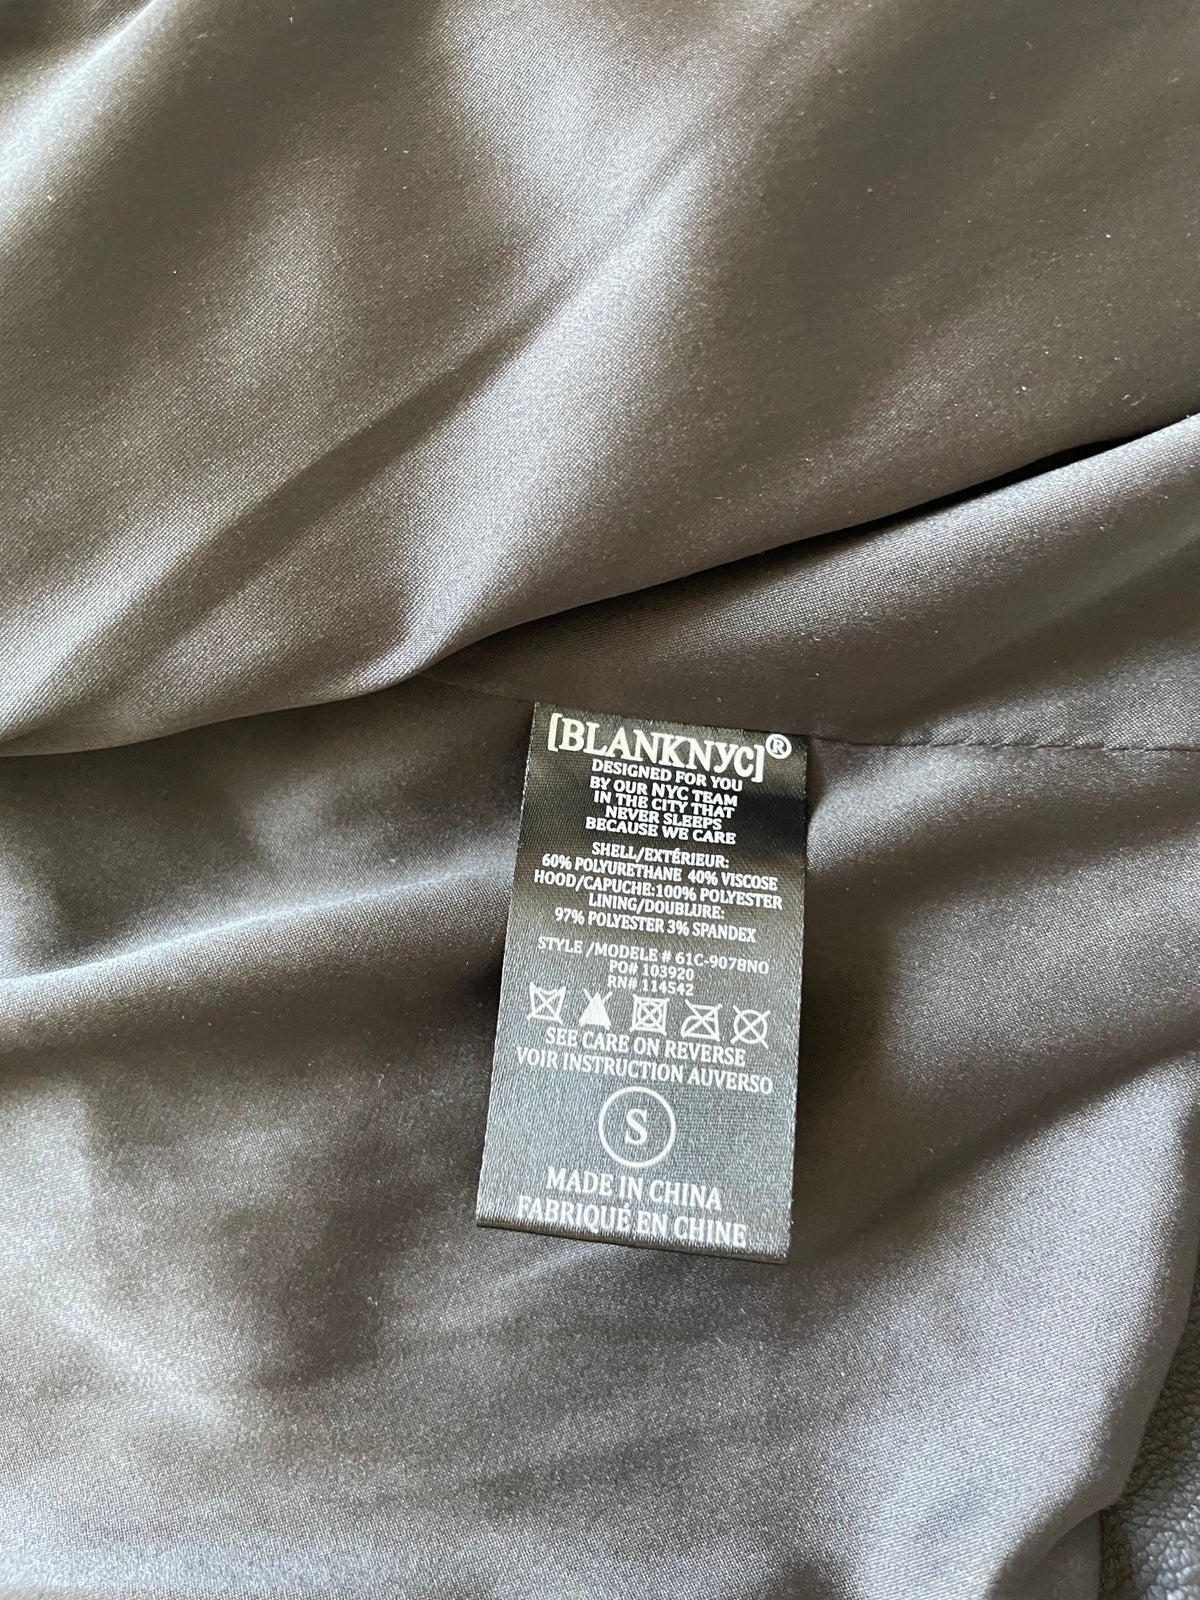 [BLANKNYC]®
DESIGNED FOR YOU
BY OUR NYC TEAM
IN THE CITY THAT
NEVER SLEEPS
BECAUSE WE CARE
SHELL/EXTÉRIEUR:
60% POLYURETHANE 40% VISCOSE
HOOD/CAPUCHE:100% POLYESTER
LINING/DOUBLURE:
97% POLYESTER 3% SPANDEX
STYLE /MODELE # 61C-9078NO
PO# 103920
RN# 114542
SEE CARE ON REVERSE
VOIR INSTRUCTION AUVERSO
S
MADE IN CHINA
FABRIQUÉ EN CHINE